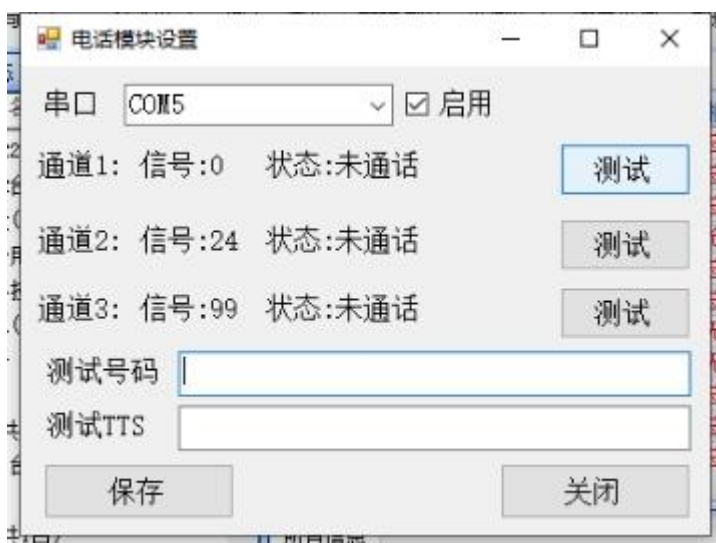 电话模块设置
串口 COM5 启用
通道1: 信号:0 状态:未通话 测试
通道2: 信号:24 状态:未通话 测试
通道3: 信号:99 状态:未通话 测试
测试号码
测试TTS
保存 关闭